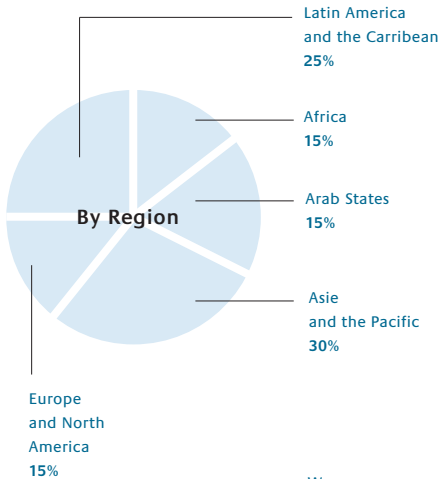 Latin America
and the Carribean
25%
Africa
15%
By Region
Arab States
15%
Asie
and the Pacific
30%
Europe
and North
America
15%